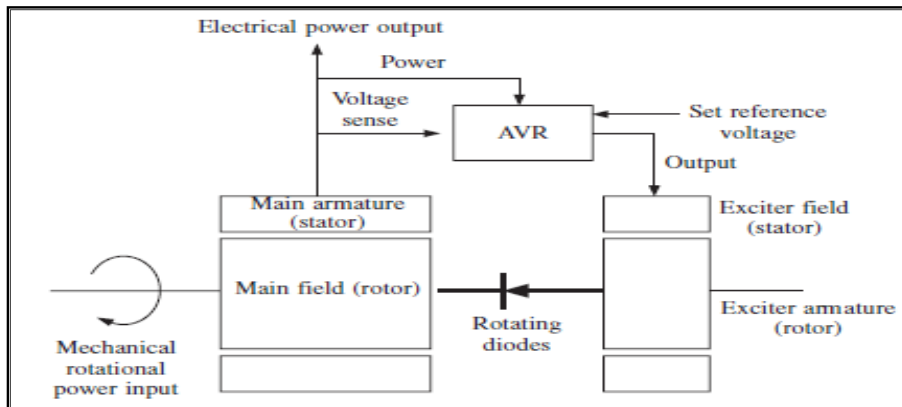 Electrical power output
Power
Voltage
sense
AVR
Set reference
voltage
Output
Main armature
(stator)
Exciter field
(stator)
Main field (rotor)
Rotating
diodes
Exciter armature
(rotor)
Mechanical
rotational
power input